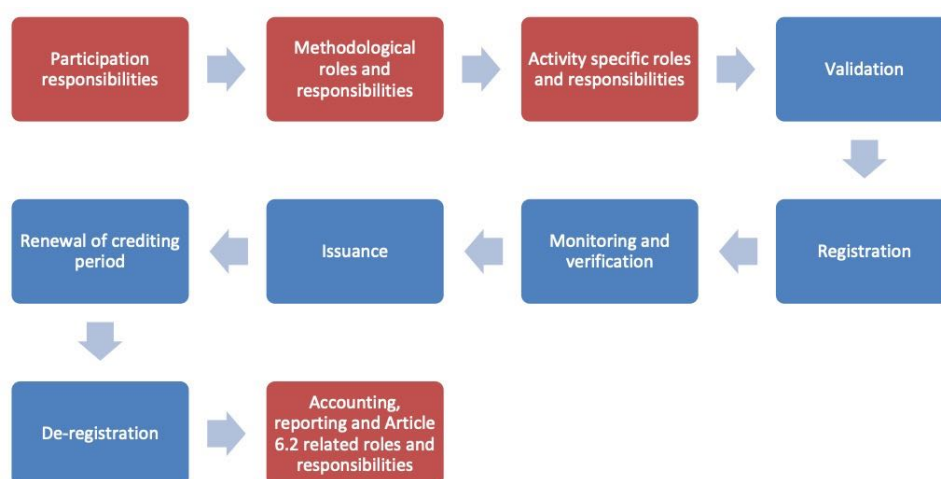 Participation
responsibilities
Methodological
roles and
responsibilities
Activity specific roles
and responsibilities
Validation
Registration
Monitoring and
verification
Issuance
Renewal of crediting
period
De-registration
Accounting,
reporting and Article
6.2 related roles and
responsibilities